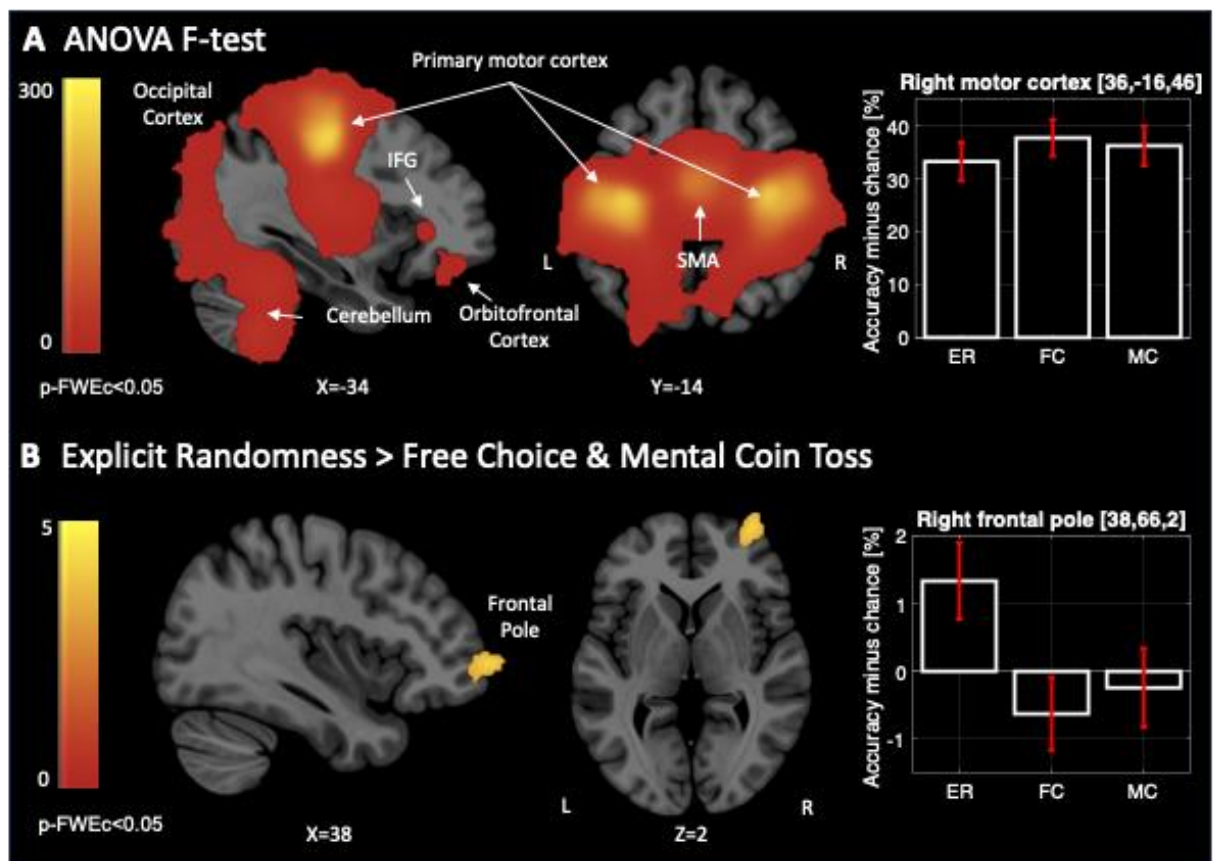 A ANOVA F-test
300
0
p-FWEc<0.05
Occipital
Cortex
Primary motor cortex
IFG
Cerebellum
Orbitofrontal
Cortex
X=-34
L
SMA
R
Y=-14
Right motor cortex [36,-16,46]
Accuracy minus chance [%]
40
30
20
10
0
ER FC MC
B Explicit Randomness > Free Choice & Mental Coin Toss
5
0
p-FWEc<0.05
Frontal
Pole
X=38
L
R
Z=2
Right frontal pole [38,66,2]
Accuracy minus chance [%]
2
1
0
-1
ER FC MC